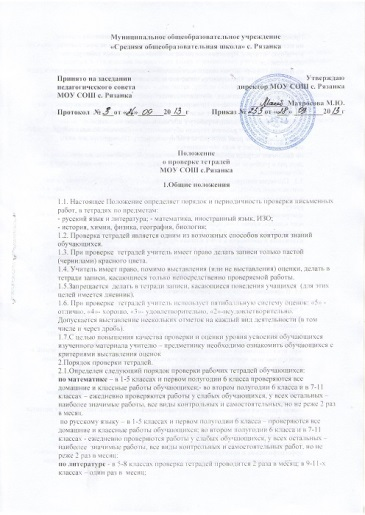 Муниципальное общеобразовательное учреждение
«Средняя общеобразовательная школа» с. Рязанка
Принято на заседании Утверждаю
педагогического совета директор МОУ СОШ с. Рязанка
МОУ СОШ с. Рязанка Матросова М.Ю.
Протокол № 3 от 2013 г Приказ № от «28» 2013 г
Положение
о проверке тетрадей
МОУ СОШ с.Рязанка
1.Общие положения
1.1. Настоящее Положение определяет порядок и периодичность проверки письменных
работ, в тетрадях по предметам:
- русский язык и литература; - математика, иностранный язык, ИЗО;
- история, химия, физика, география, биология;
1.2. Проверка тетрадей является одним из возможных способов контроля знаний
обучающихся.
1.3. При проверке тетрадей учитель имеет право делать записи только пастой
(чернилами) красного цвета.
1.4. Учитель имеет право, помимо выставления (или не выставления) оценки, делать в
тетради записи, касающиеся только непосредственно проверяемой работы.
1.5.Запрещается делать в тетради записи, касающиеся поведения учащихся (для этих
целей имеется дневник).
1.6. При проверке тетрадей учитель использует пятибалльную систему оценок: «5» -
отлично, «4»- хорошо, «3»- удовлетворительно, «2»-неудовлетворительно.
Допускается выставление нескольких отметок на каждый вид деятельности (в том
числе и через дробь).
1.7.С целью повышения качества проверки и оценки уровня усвоения обучающихся
изученного материала учителю – предметнику необходимо ознакомить обучающихся с
критериями выставления оценок
2.Порядок проверки тетрадей.
2.1.Определен следующий порядок проверки рабочих тетрадей обучающихся:
по математике – в 1-5 классах и первом полугодии 6 класса проверяются все
домашние и классные работы обучающихся;- во втором полугодии 6 класса и в 7-11
классах – ежедневно проверяются работы у слабых обучающихся, у всех остальных –
наиболее значимые работы, все виды контрольных и самостоятельных, но не реже 2 раз
в месяц.
по русскому языку – в 1-5 классах и первом полугодии 6 класса – проверяются все
домашние и классные работы обучающихся; во втором полугодии 6 класса и в 7-11
классах - ежедневно проверяются работы у слабых обучающихся, у всех остальных –
наиболее значимые работы, все виды контрольных и самостоятельных работ, но не
реже 2 раз в месяц;
по литературе - в 5-8 классах проверка тетрадей проводится 2 раза в месяц; в 9-11-х
классах –один раз в месяц;